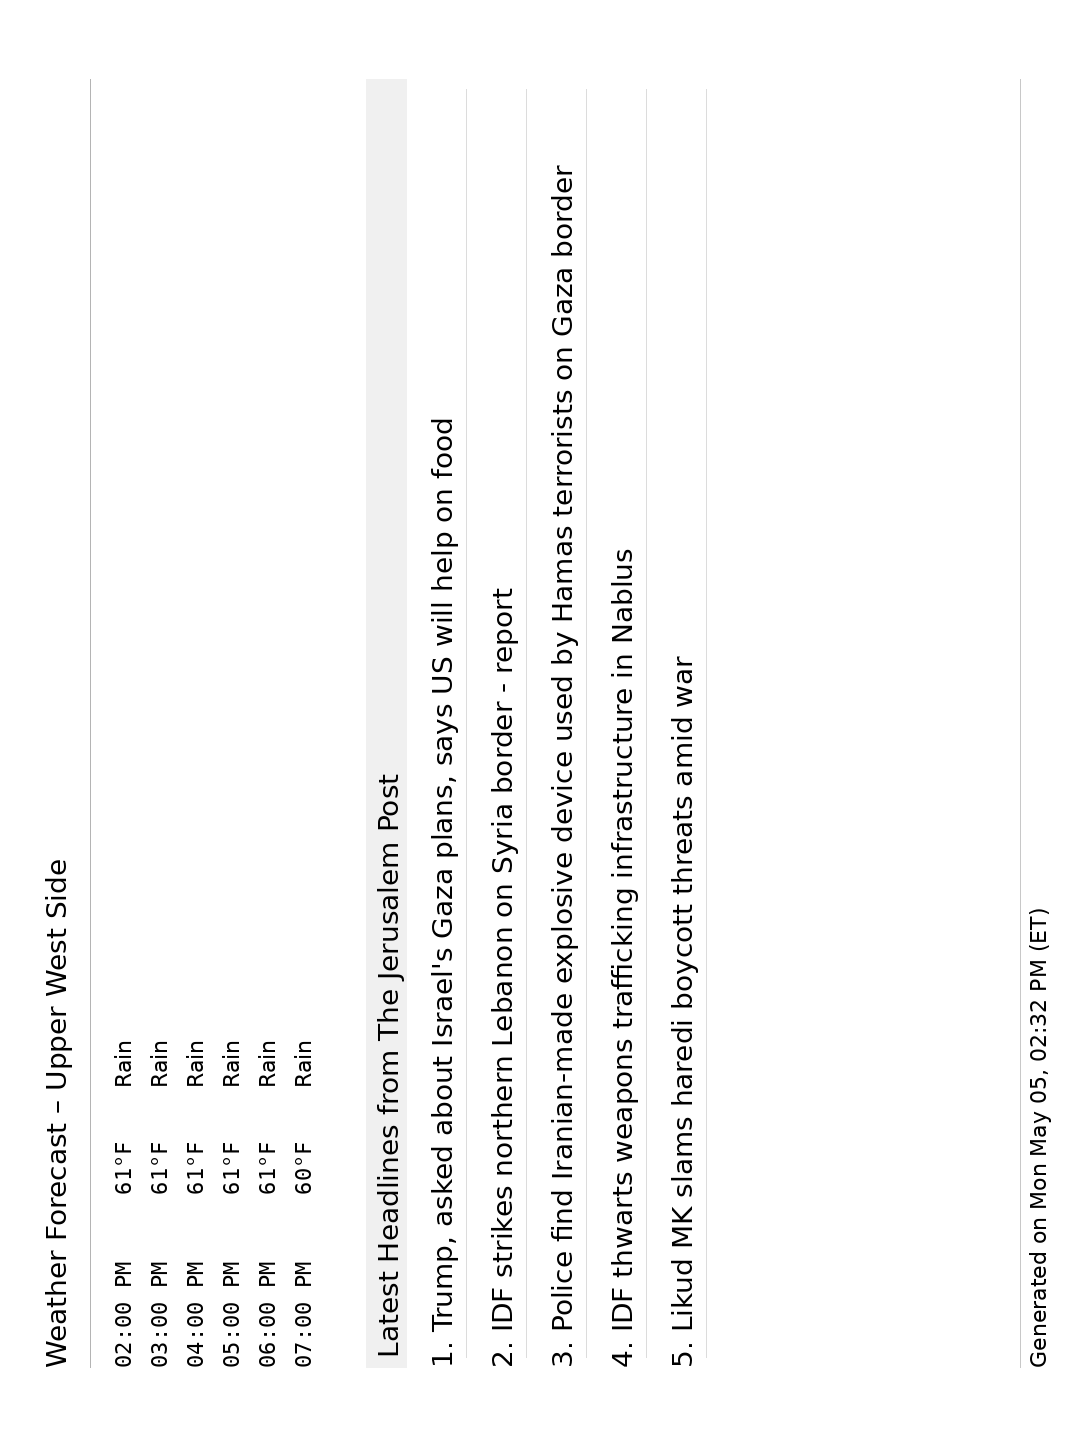 Weather Forecast – Upper West Side
02:00 PM 61°F Rain
03:00 PM 61°F Rain
04:00 PM 61°F Rain
05:00 PM 61°F Rain
06:00 PM 61°F Rain
07:00 PM 60°F Rain
Latest Headlines from The Jerusalem Post
1. Trump, asked about Israel's Gaza plans, says US will help on food
2. IDF strikes northern Lebanon on Syria border - report
3. Police find Iranian-made explosive device used by Hamas terrorists on Gaza border
4. IDF thwarts weapons trafficking infrastructure in Nablus
5. Likud MK slams haredi boycott threats amid war
Generated on Mon May 05, 02:32 PM (ET)